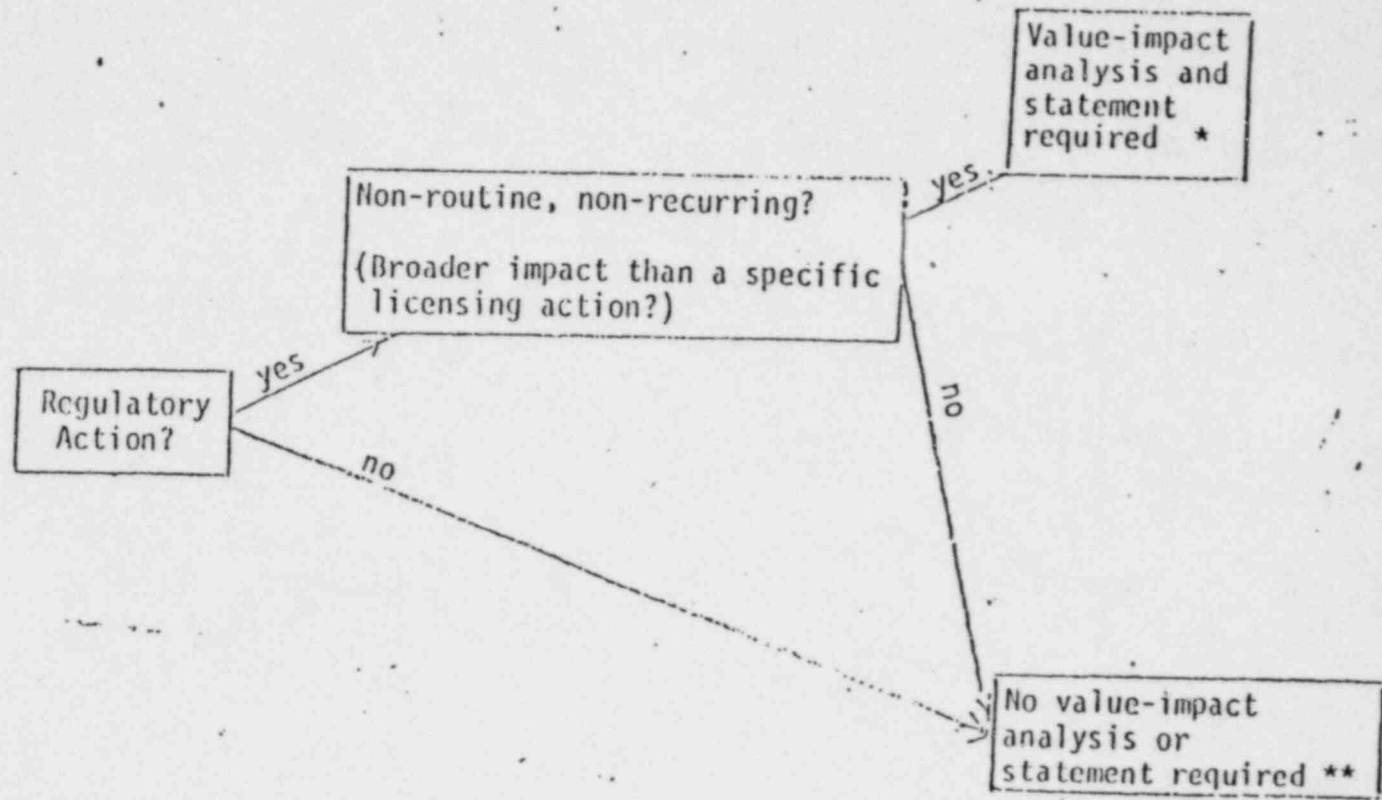 Value-impact
analysis and
statement
required *
yes
Non-routine, non-recurring?
(Broader impact than a specific
licensing action?)
yes
Regulatory
Action?
no
no
No value-impact
analysis or
statement required **